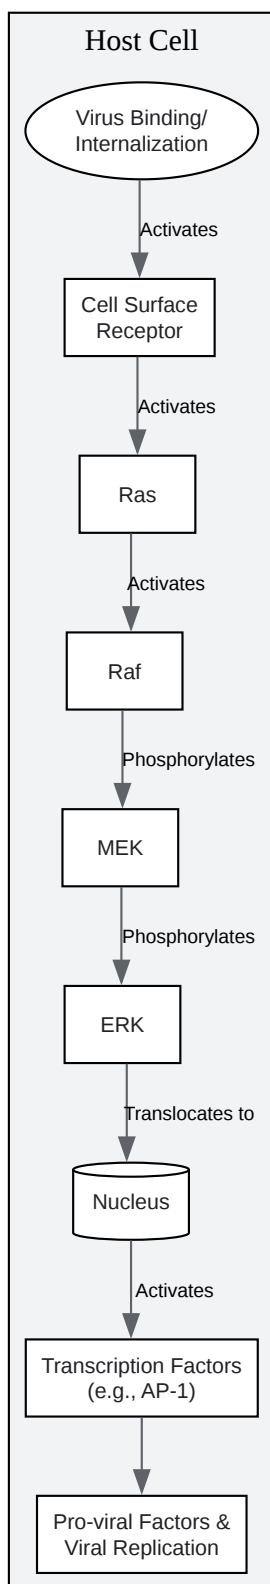 Host Cell
Virus Binding/
Internalization
Activates
Cell Surface
Receptor
Activates
Ras
Activates
Raf
Phosphorylates
MEK
Phosphorylates
ERK
Translocates to
Nucleus
Activates
Transcription Factors
(e.g., AP-1)
Pro-viral Factors &
Viral Replication